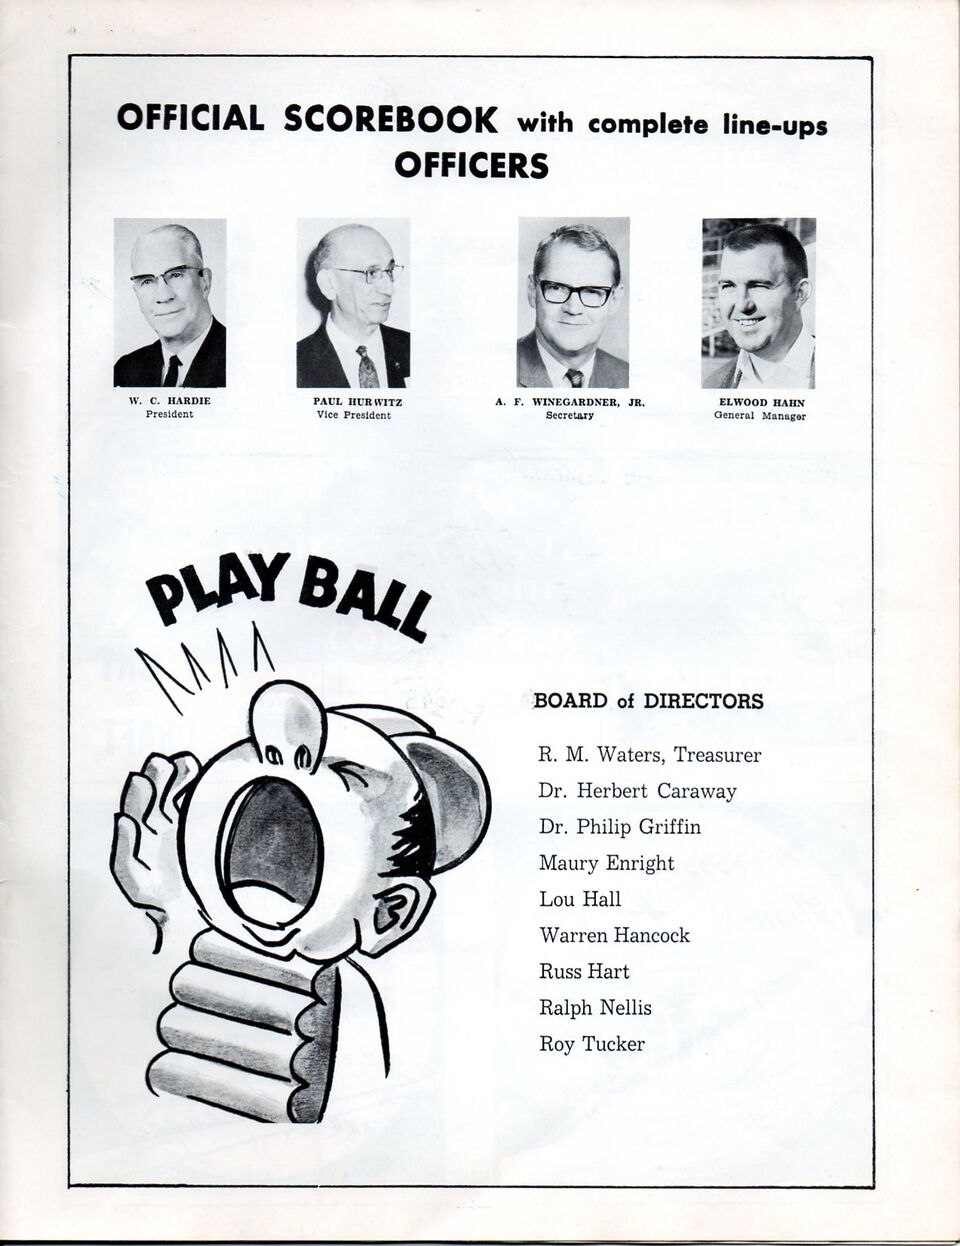 OFFICIAL SCOREBOOK with complete line-ups
OFFICERS
W. C. HARDIE
President
PAUL HURWITZ
Vice President
A. F. WINEGARDNER, JR.
Secretary
ELWOOD HAHN
General Manager
PLAY BALL
BOARD of DIRECTORS
R. M. Waters, Treasurer
Dr. Herbert Caraway
Dr. Philip Griffin
Maury Enright
Lou Hall
Warren Hancock
Russ Hart
Ralph Nellis
Roy Tucker